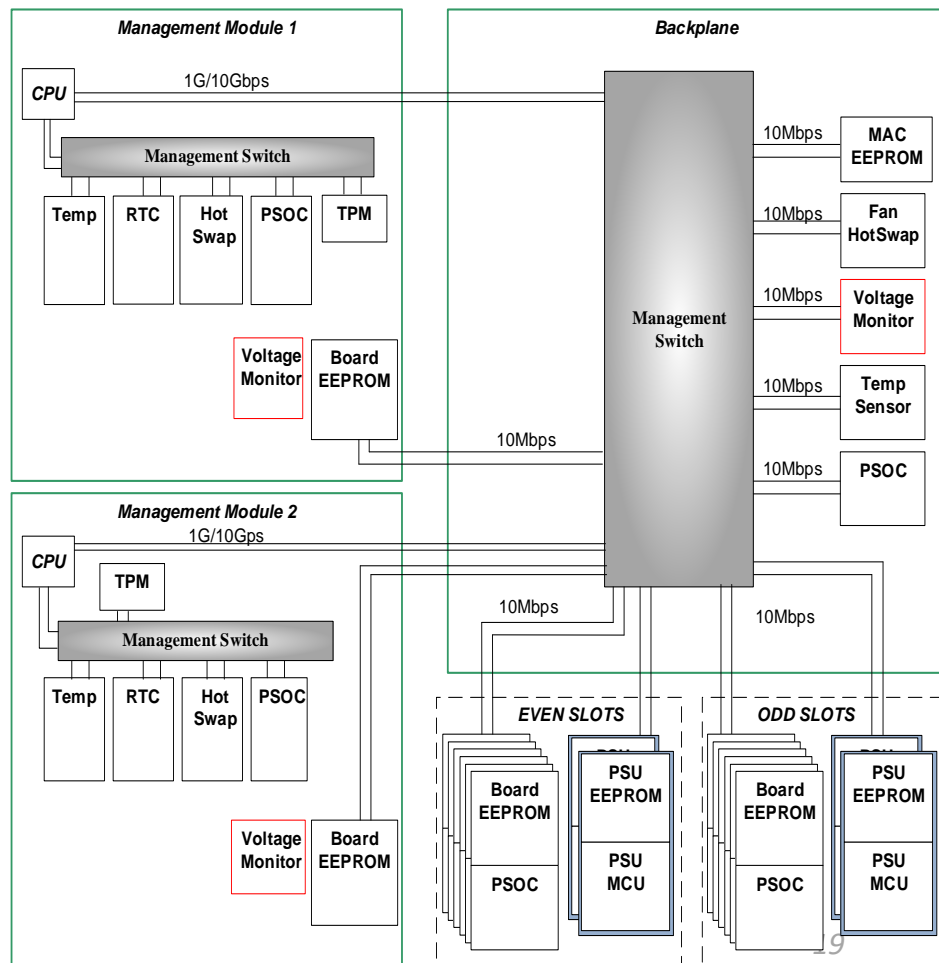 Management Module 1
CPU
1G/10Gbps
Management Switch
Temp
RTC
Hot
Swap
PSOC
TPM
Voltage
Monitor
Board
EEPROM
10Mbps
Management Module 2
1G/10Gps
CPU
TPM
Management Switch
Temp
RTC
Hot
Swap
PSOC
Voltage
Monitor
Board
EEPROM
Backplane
Management
Switch
10Mbps
MAC
EEPROM
10Mbps
Fan
HotSwap
10Mbps
Voltage
Monitor
10Mbps
Temp
Sensor
10Mbps
PSOC
10Mbps
10Mbps
EVEN SLOTS
Board
EEPROM
PSOC
PSU
PSU
EEPROM
PSU
MCU
ODD SLOTS
Board
EEPROM
PSOC
PSU
PSU
EEPROM
PSU
MCU
19